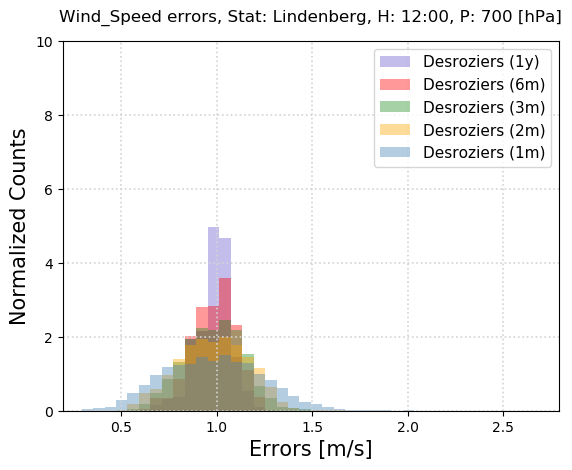 Wind_Speed errors, Stat: Lindenberg, H: 12:00, P: 700 [hPa]
10
8
6
4
2
0
Normalized Counts
Desroziers (1y)
Desroziers (6m)
Desroziers (3m)
Desroziers (2m)
Desroziers (1m)
0.5 1.0 1.5 2.0 2.5
Errors [m/s]